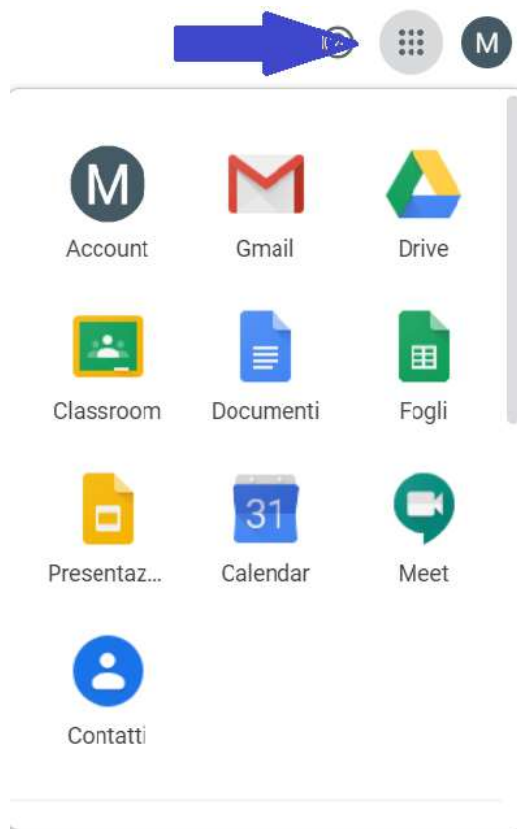 M
M
Account Gmail Drive
Classroom Documenti Fogli
31
Presentaz... Calendar Meet
Contatti